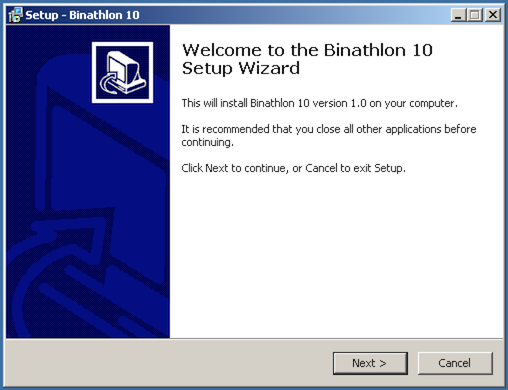 Setup - Binathlon 10
Welcome to the Binathlon 10
Setup Wizard
This will install Binathlon 10 version 1.0 on your computer.
It is recommended that you close all other applications before
continuing.
Click Next to continue, or Cancel to exit Setup.
Next >
Cancel